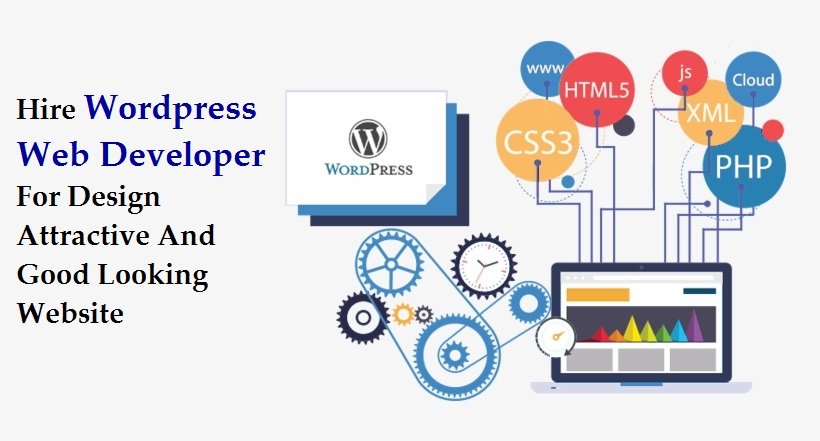 Hire Wordpress
Web Developer
For Design
Attractive And
Good Looking
Website
WORDPRESS
www
HTML5
CSS3
js
Cloud
XML
PHP